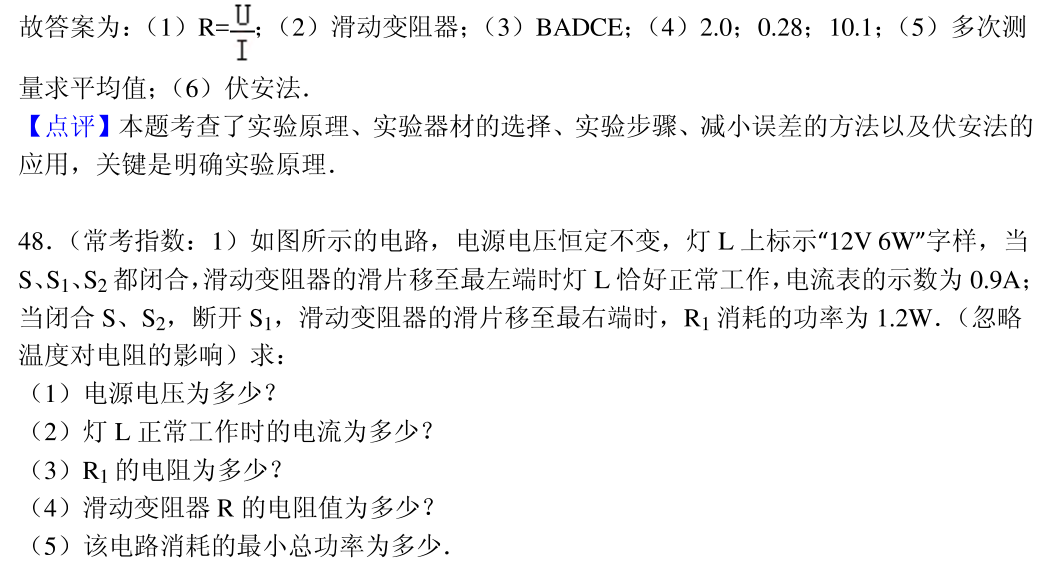 故答案为:（1）R=U/I;（2）滑动变阻器;（3）BADCE;（4）2.0; 0.28; 10.1;（5）多次测
量求平均值;（6）伏安法.
【点评】本题考查了实验原理、实验器材的选择、实验步骤、减小误差的方法以及伏安法的
应用，关键是明确实验原理.
48.（常考指数: 1）如图所示的电路，电源电压恒定不变，灯 L 上标示“12V 6W”字样，当
S、S1、S2 都闭合，滑动变阻器的滑片移至最左端时灯 L 恰好正常工作，电流表的示数为 0.9A;
当闭合 S、S2，断开 S1，滑动变阻器的滑片移至最右端时，R1 消耗的功率为 1.2W.（忽略
温度对电阻的影响）求:
（1）电源电压为多少?
（2）灯 L 正常工作时的电流为多少?
（3）R1 的电阻为多少?
（4）滑动变阻器 R 的电阻值为多少?
（5）该电路消耗的最小总功率为多少.